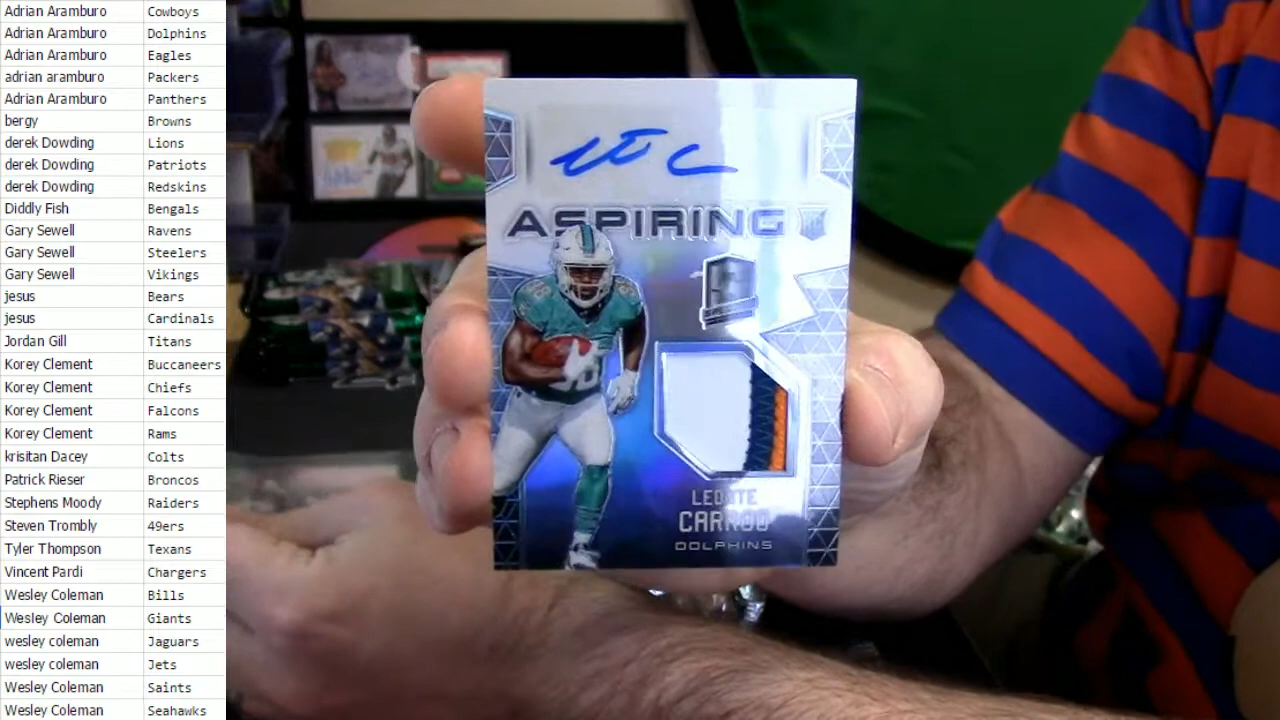 Adrian Aramburo Cowboys
Adrian Aramburo Dolphins
Adrian Aramburo Eagles
adrian aramburo Packers
Adrian Aramburo Panthers
bergy Browns
derek Dowding Lions
derek Dowding Patriots
derek Dowding Redskins
Diddly Fish Bengals
Gary Sewell Ravens
Gary Sewell Steelers
Gary Sewell Vikings
jesus Bears
jesus Cardinals
Jordan Gill Titans
Korey Clement Buccaneers
Korey Clement Chiefs
Korey Clement Falcons
Korey Clement Rams
kristan Dacey Colts
Patrick Rieser Broncos
Stephens Moody Raiders
Steven Trombly 49ers
Tyler Thompson Texans
Vincent Pardi Chargers
Wesley Coleman Bills
Wesley Coleman Giants
wesley coleman Jaguars
wesley coleman Jets
Wesley Coleman Saints
Wesley Coleman Seahawks
ASPIRING
LEONTE
CARROO
DOLPHINS